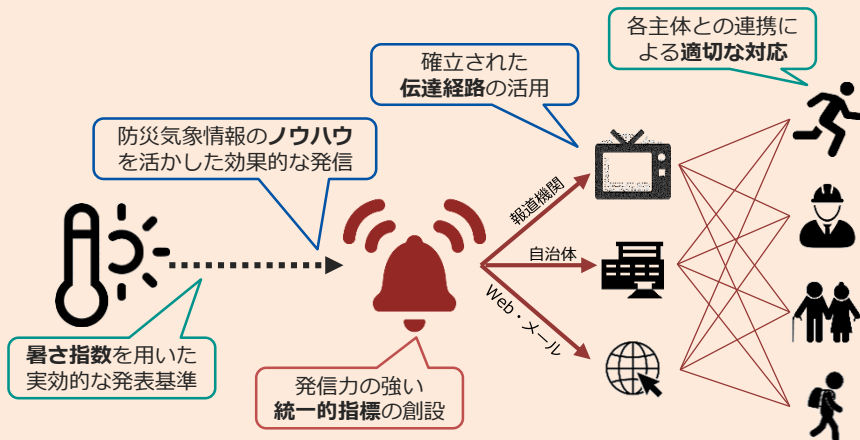 各主体との連携に
よる適切な対応
確立された
伝達経路の活用
防災気象情報のノウハウ
を活かした効果的な発信
報道機関
自治体
Web・メール
暑さ指数を用いた
実効的な発表基準
発信力の強い
統一的指標の創設